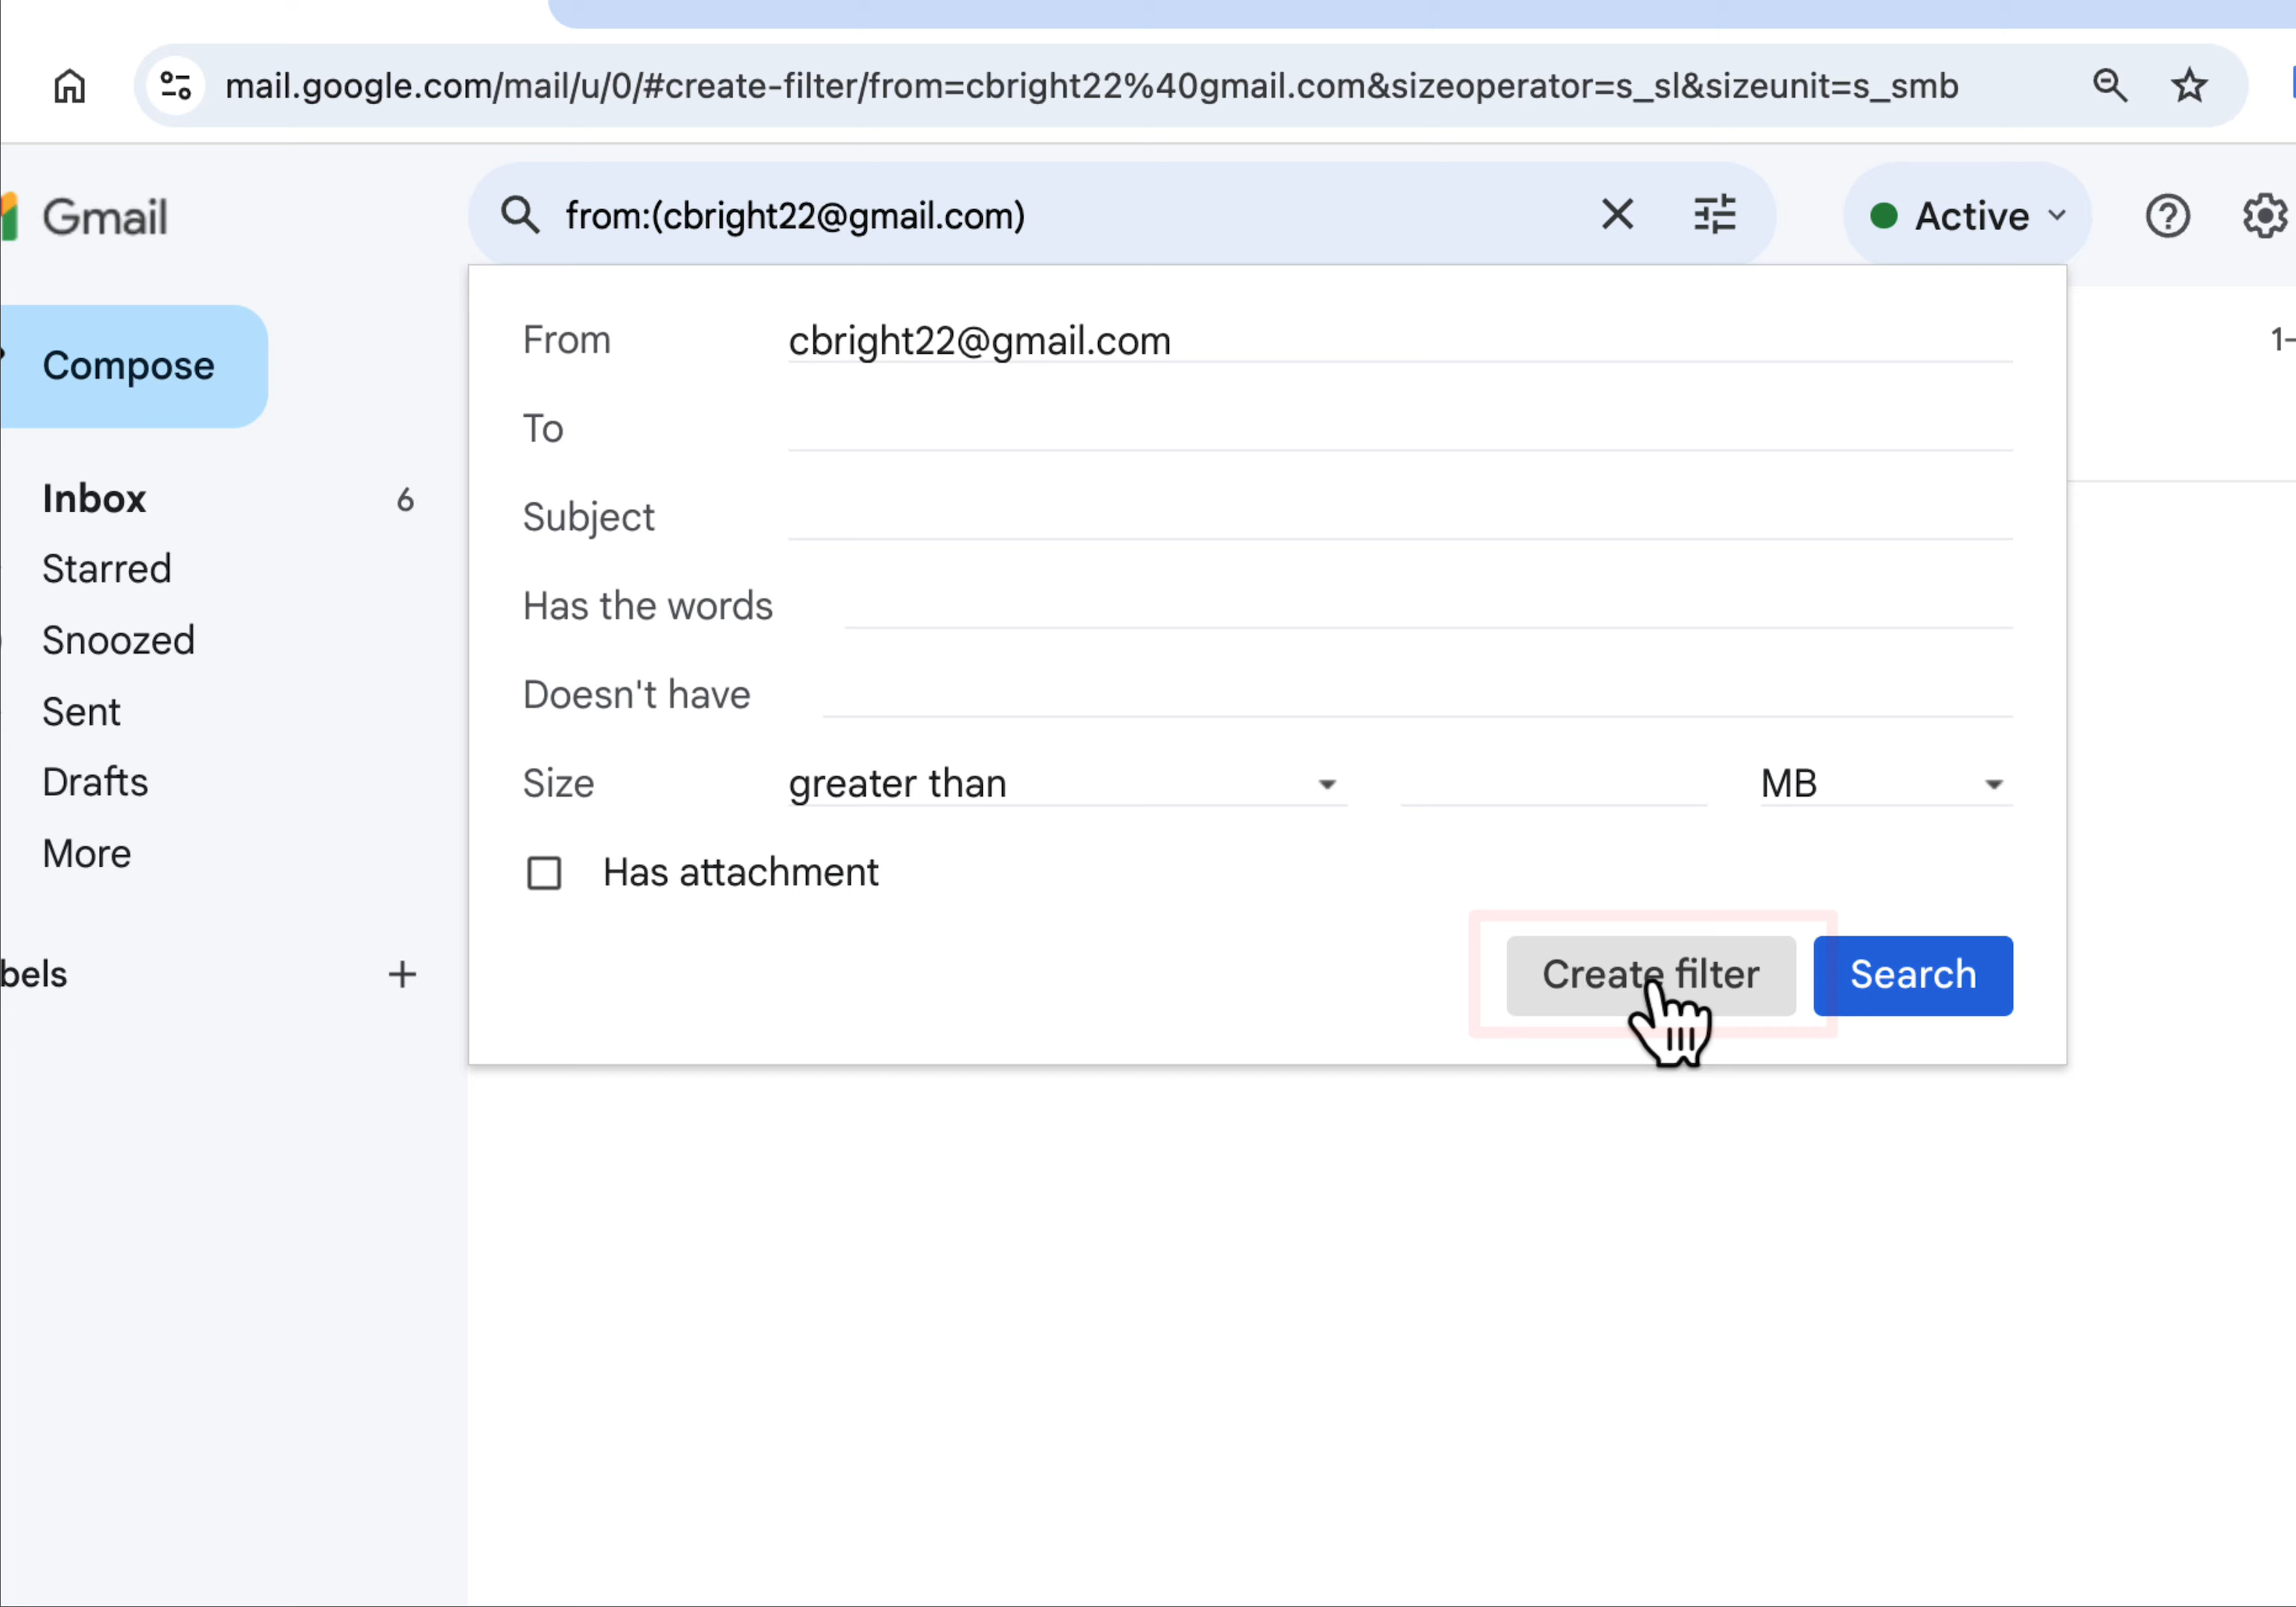 mail.google.com/mail/u/0/#create-filter/from=cbright22%40gmail.com&sizeoperator=s_sl&sizeunit=s_smb
Gmail
from:(cbright22@gmail.com)
Active
Compose
From cbright22@gmail.com
1–
To
Inbox 6
Subject
Starred
Has the words
Snoozed
Doesn't have
Sent
Size greater than MB
Drafts
More
Has attachment
bels +
Create filter Search